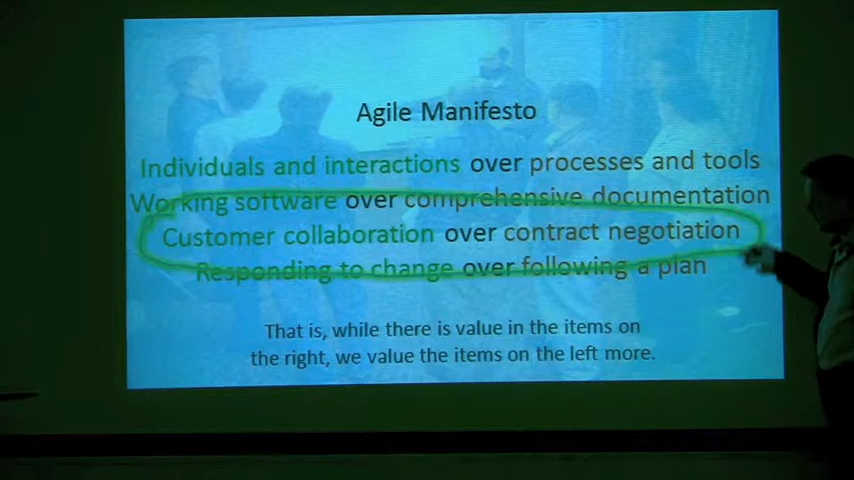 Agile Manifesto
Individuals and interactions over processes and tools
Working software over comprehensive documentation
Customer collaboration over contract negotiation
Responding to change over following a plan
That is, while there is value in the items on
the right, we value the items on the left more.